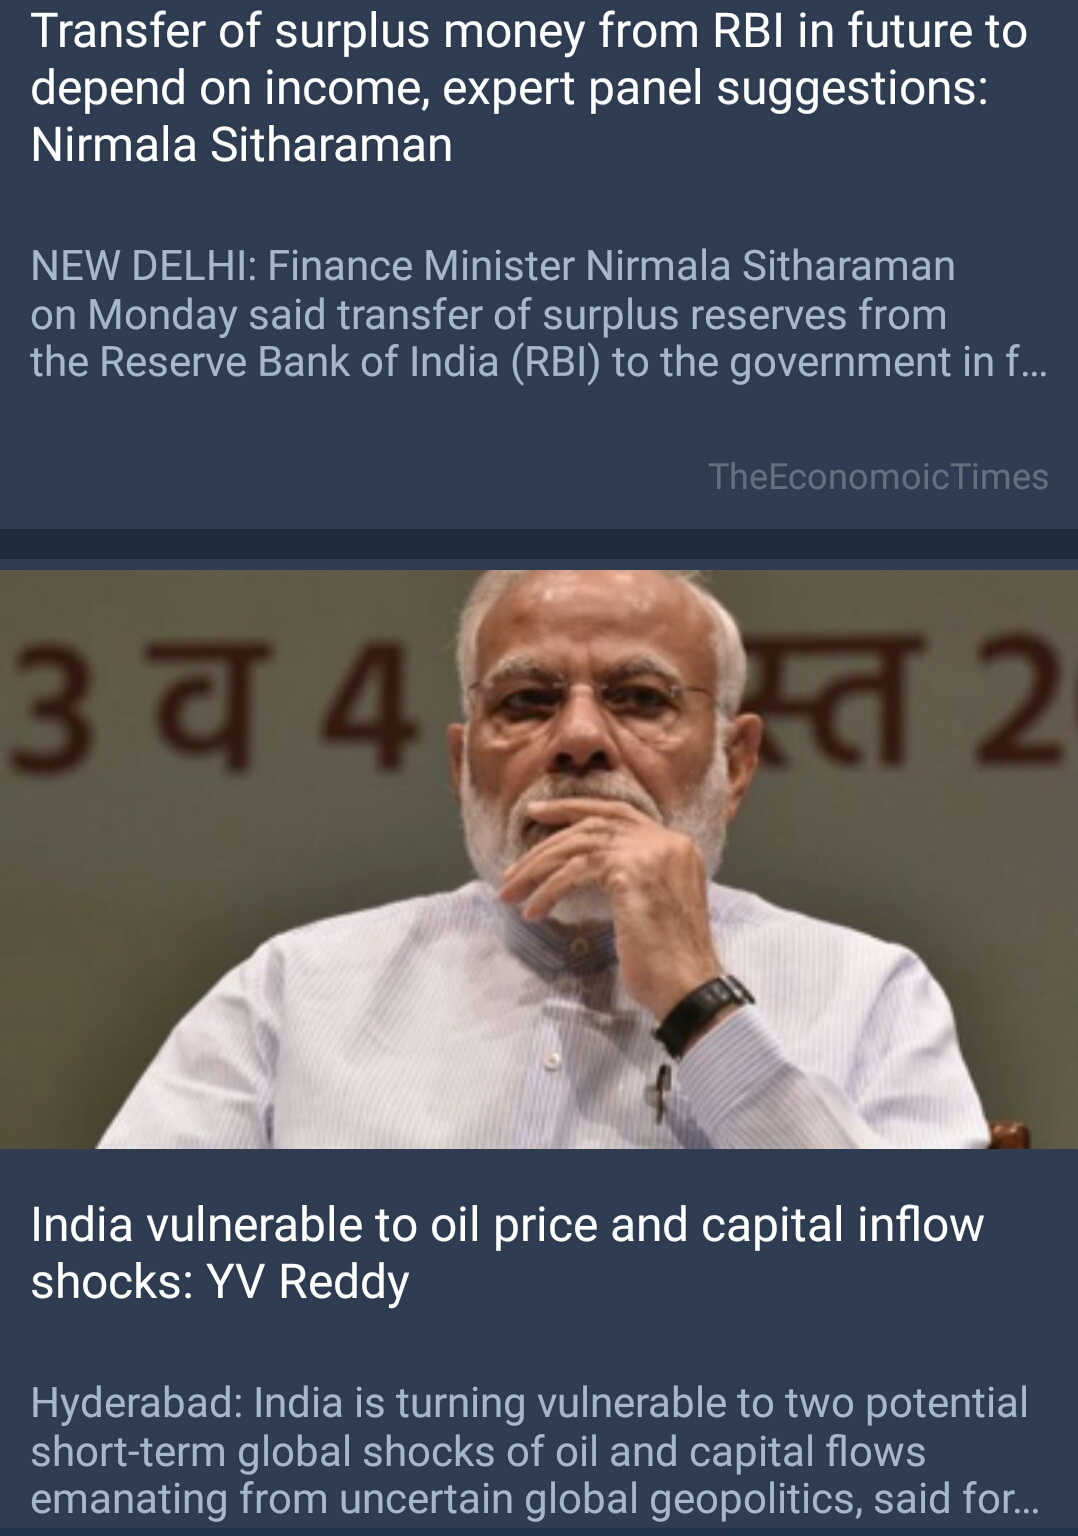 Transfer of surplus money from RBI in future to
depend on income, expert panel suggestions:
Nirmala Sitharaman
NEW DELHI: Finance Minister Nirmala Sitharaman
on Monday said transfer of surplus reserves from
the Reserve Bank of India (RBI) to the government in f...
TheEconomoicTimes
3 व 4 स्त 2
India vulnerable to oil price and capital inflow
shocks: YV Reddy
Hyderabad: India is turning vulnerable to two potential
short-term global shocks of oil and capital flows
emanating from uncertain global geopolitics, said for...